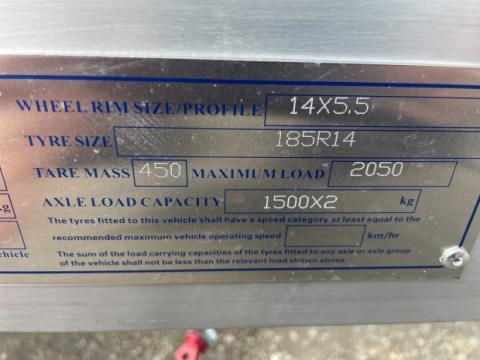 WHEEL RIM SIZE/PROFILE 14X5.5
TYRE SIZE 185R14
TARE MASS 450 MAXIMUM LOAD 2050
AXLE LOAD CAPACITY 1500X2 kg
kg
The tyres fitted to this vehicle shall have a speed category at least equal to the
recommended maximum vehicle operating speed km/hr
The sum of the load carrying capacities of the tyres fitted to any axle or axle group
of the vehicle shall not be less than the relevant load shown above.